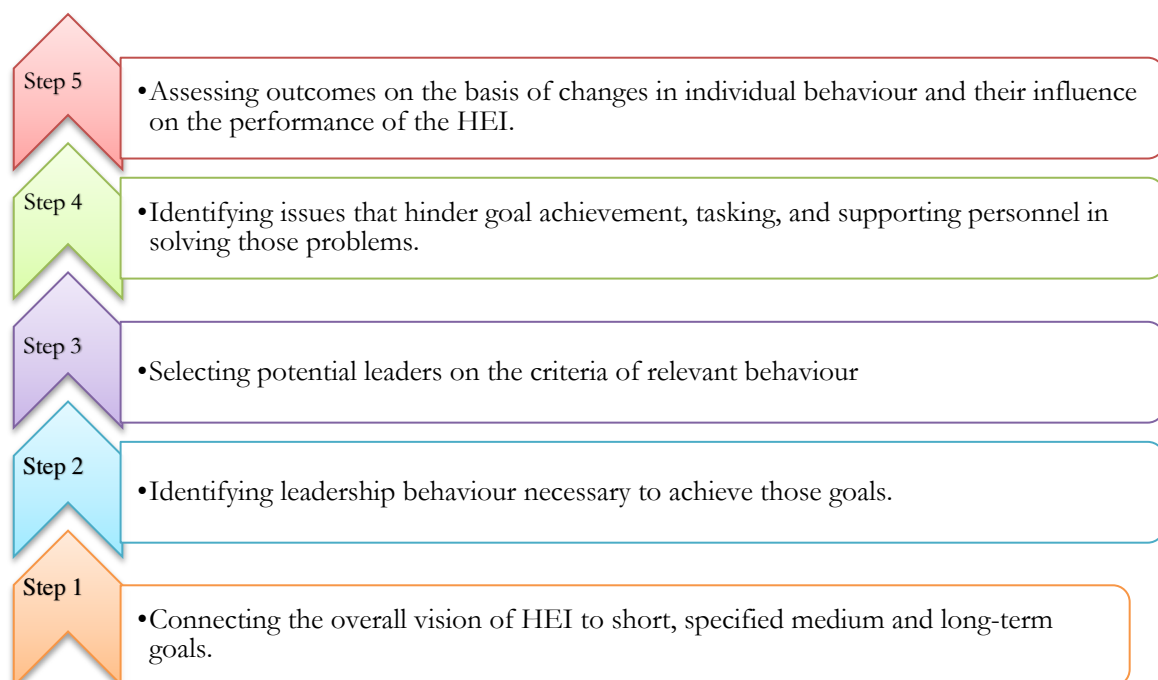 Step 5
•Assessing outcomes on the basis of changes in individual behaviour and their influence
on the performance of the HEI.
Step 4
•Identifying issues that hinder goal achievement, tasking, and supporting personnel in
solving those problems.
Step 3
•Selecting potential leaders on the criteria of relevant behaviour
Step 2
•Identifying leadership behaviour necessary to achieve those goals.
Step 1
•Connecting the overall vision of HEI to short, specified medium and long-term
goals.